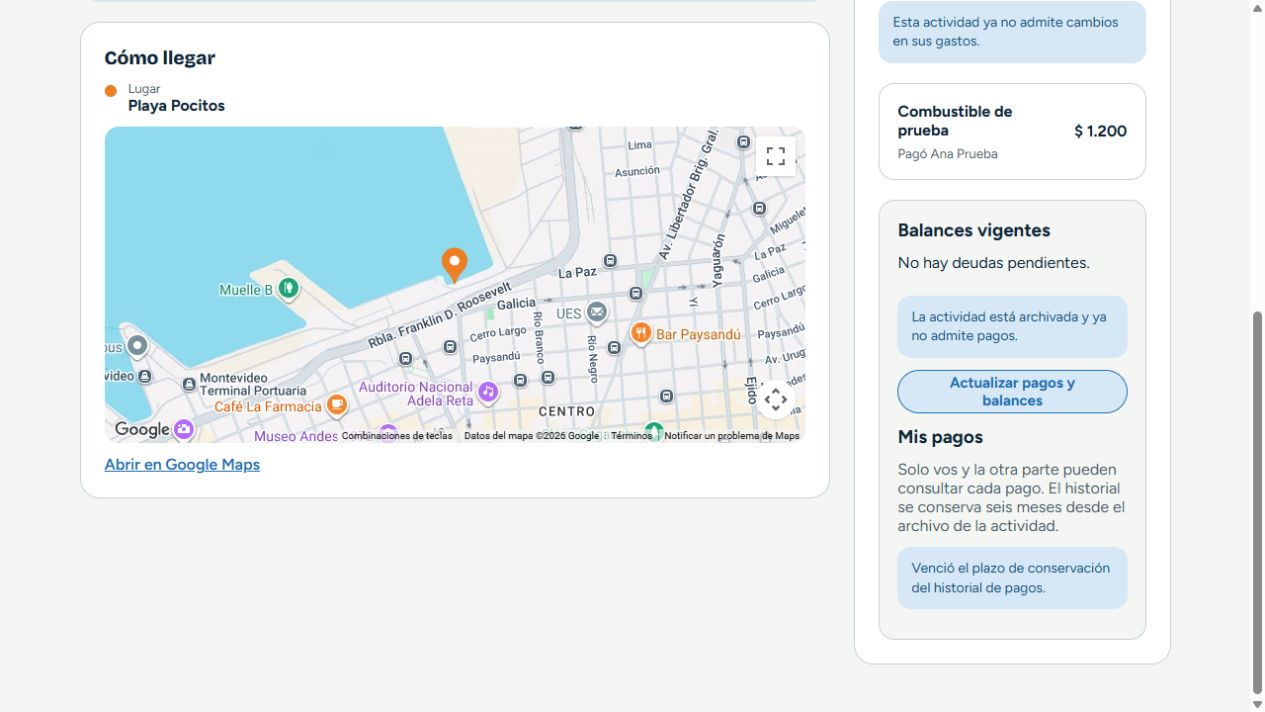 Cómo llegar
Lugar
Playa Pocitos
Lima
Asunción
Av. Libertador Brig. Gral.
Miguelete
La Paz
La Paz
Yaguarón
Galicia
Galicia
Cerro Largo
Muelle B
Rbla. Franklin D. Roosevelt
UES
Yí
Cerro Largo
Río Branco
Bar Paysandú
Paysandú
Paysandú
Río Negro
Av. Urug
Montevideo
Terminal Portuaria
Auditorio Nacional
Adela Reta
Ejido
Café La Farmacia
CENTRO
Google
Museo Andes
Combinaciones de teclas
Datos del mapa ©2026 Google
Términos
Notificar un problema de Maps
Abrir en Google Maps
Esta actividad ya no admite cambios
en sus gastos.
Combustible de
prueba
$ 1.200
Pagó Ana Prueba
Balances vigentes
No hay deudas pendientes.
La actividad está archivada y ya
no admite pagos.
Actualizar pagos y
balances
Mis pagos
Solo vos y la otra parte pueden
consultar cada pago. El historial
se conserva seis meses desde el
archivo de la actividad.
Venció el plazo de conservación
del historial de pagos.